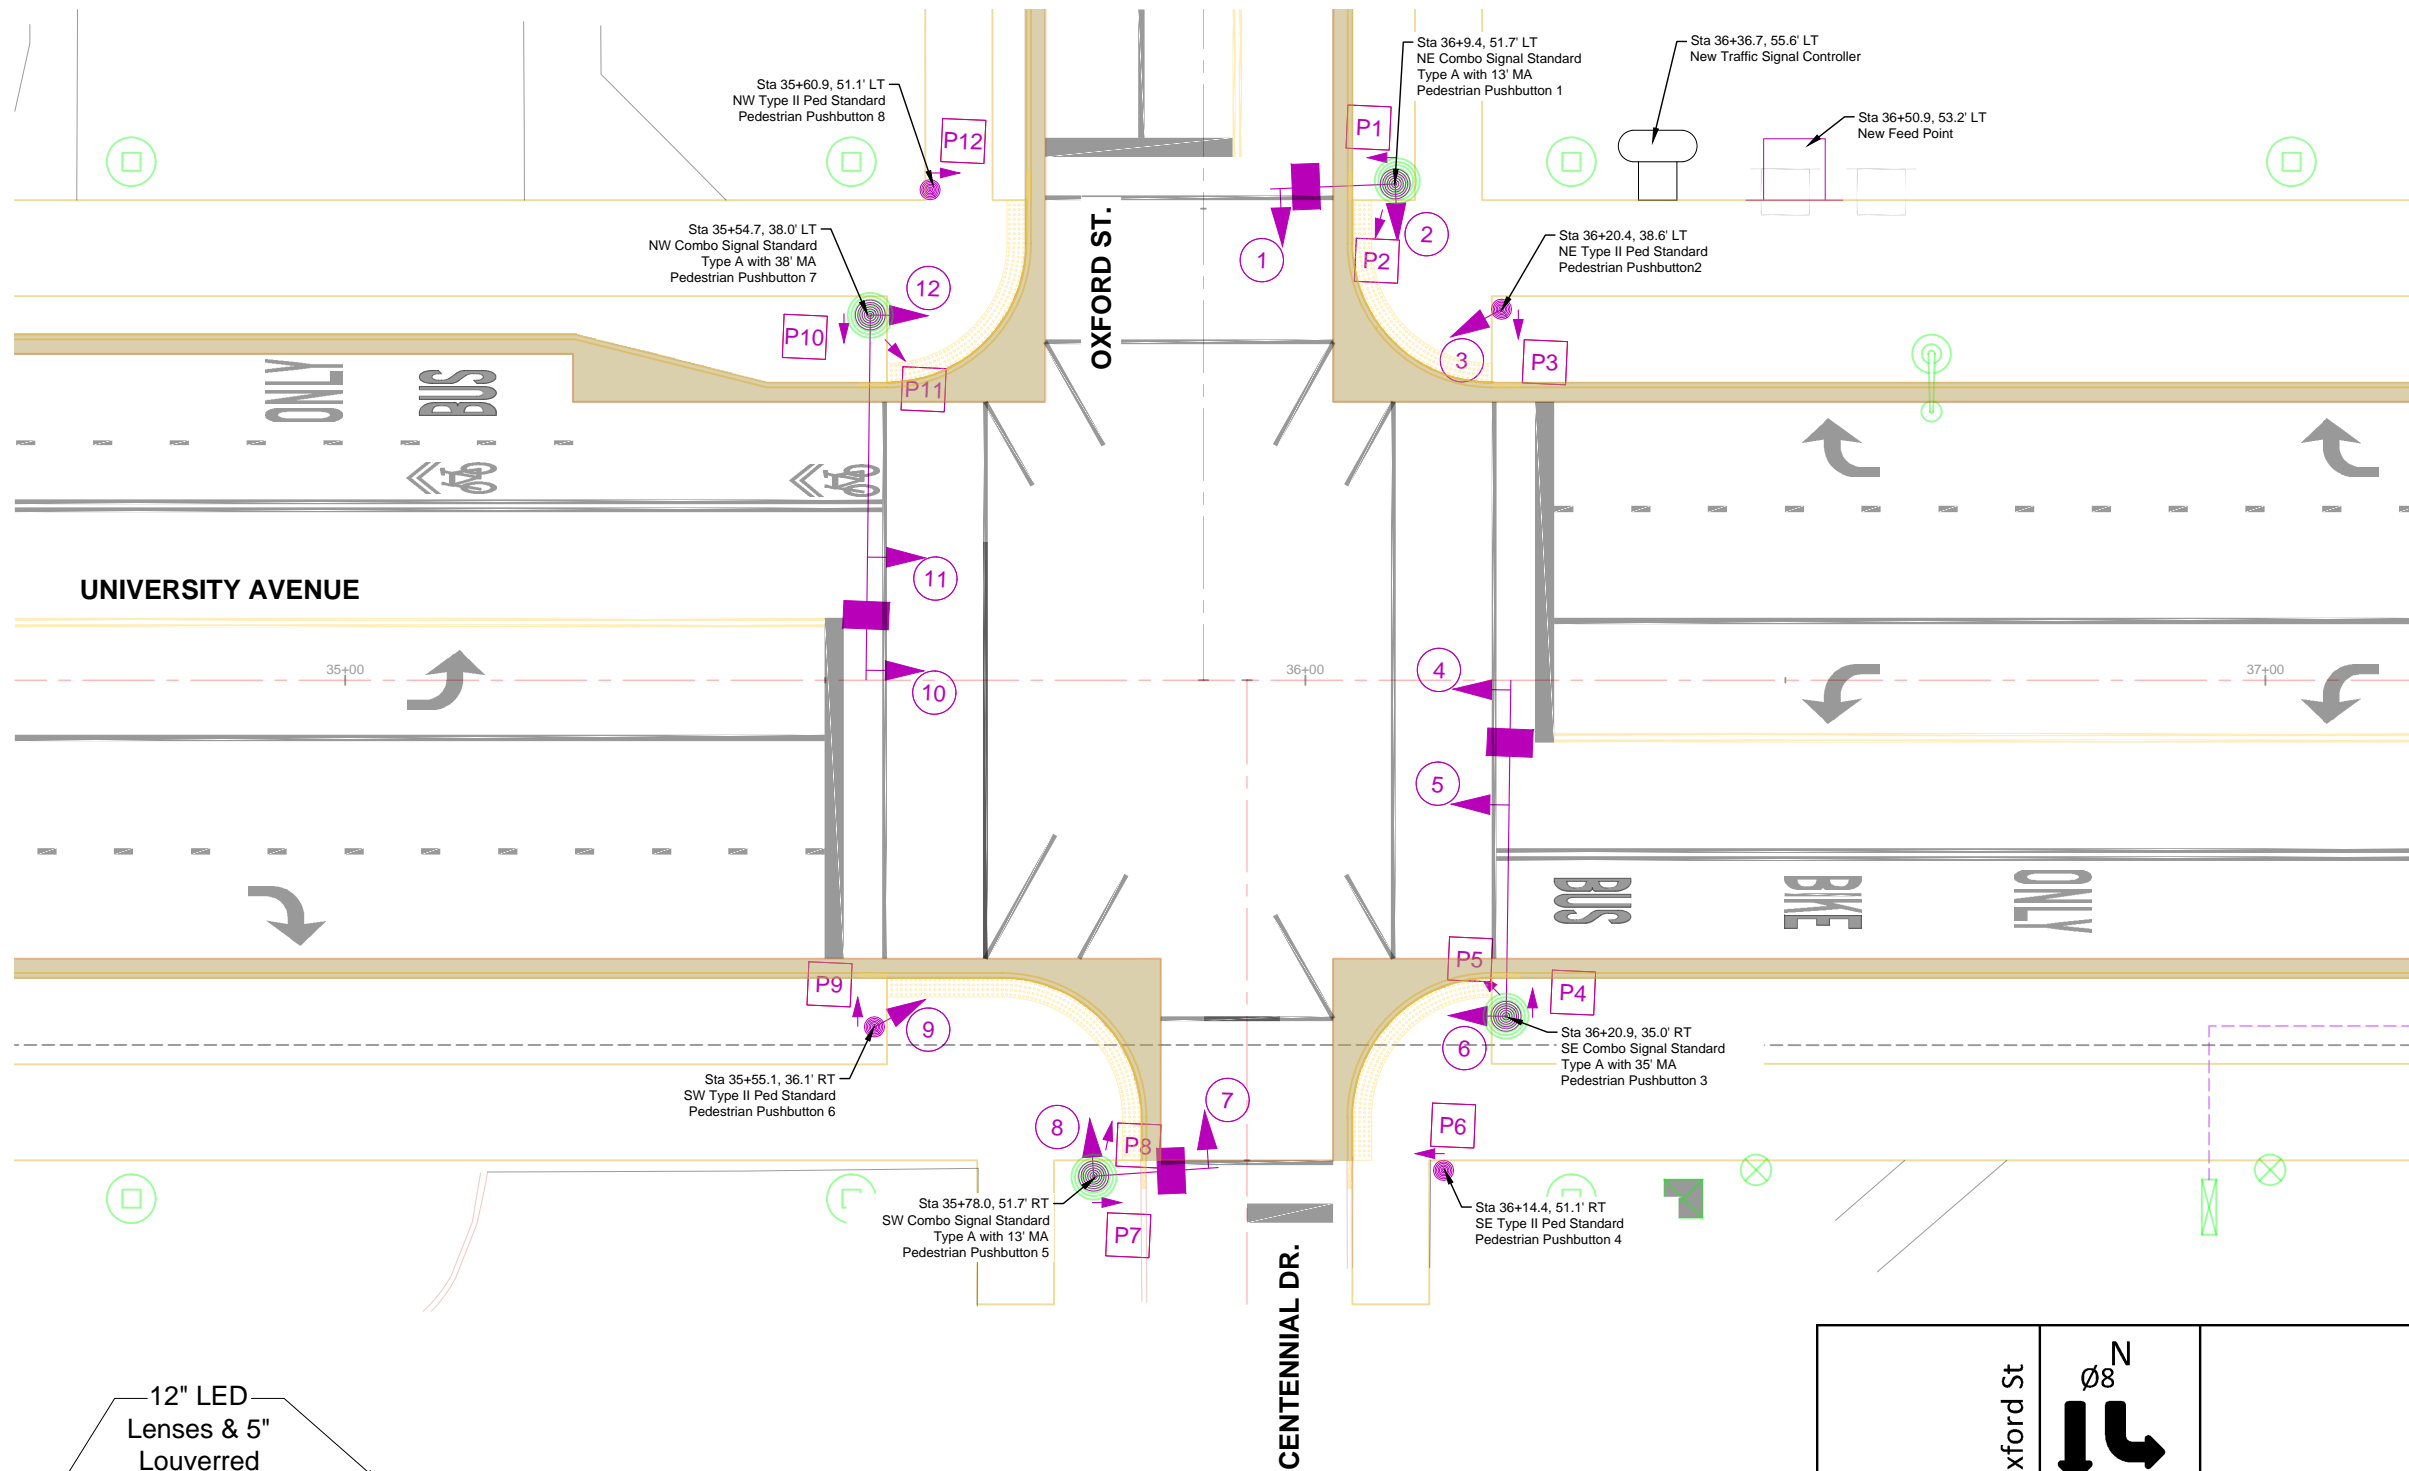 Sta 36+9.4, 51.7' LT
NE Combo Signal Standard
Type A with 13' MA
Pedestrian Pushbutton 1
Sta 36+36.7, 55.6' LT
New Traffic Signal Controller
Sta 35+60.9, 51.1' LT
NW Type II Ped Standard
Pedestrian Pushbutton 8
Sta 36+50.9, 53.2' LT
New Feed Point
P12
P1
Sta 35+54.7, 38.0' LT
NW Combo Signal Standard
Type A with 38' MA
Pedestrian Pushbutton 7
OXFORD ST.
1
P2
2
Sta 36+20.4, 38.6' LT
NE Type II Ped Standard
Pedestrian Pushbutton2
12
P10
P11
3
P3
ONLY
BUS
11
UNIVERSITY AVENUE
35+00
36+00
37+00
10
4
5
BUS
BIKE
ONLY
P9
9
P5
P4
6
Sta 36+20.9, 35.0' RT
SE Combo Signal Standard
Type A with 35' MA
Pedestrian Pushbutton 3
Sta 35+55.1, 36.1' RT
SW Type II Ped Standard
Pedestrian Pushbutton 6
7
8
P8
P6
P7
Sta 35+78.0, 51.7' RT
SW Combo Signal Standard
Type A with 13' MA
Pedestrian Pushbutton 5
Sta 36+14.4, 51.1' RT
SE Type II Ped Standard
Pedestrian Pushbutton 4
CENTENNIAL DR.
12" LED
Lenses & 5"
Louverred
xford St
N
Ø8